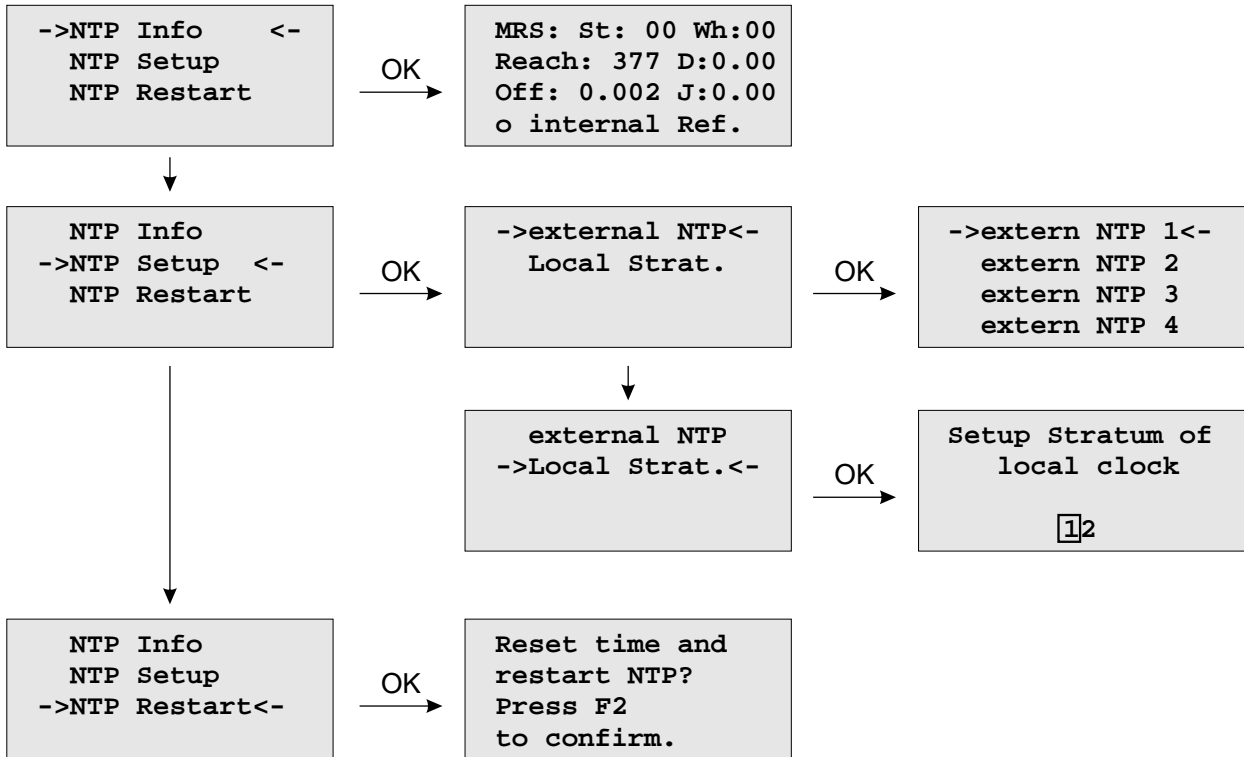 ->NTP Info <-
NTP Setup
NTP Restart
OK
MRS: St: 00 Wh:00
Reach: 377 D:0.00
Off: 0.002 J:0.00
o internal Ref.
NTP Info
->NTP Setup <-
NTP Restart
OK
->external NTP<-
Local Strat.
OK
->extern NTP 1<-
extern NTP 2
extern NTP 3
extern NTP 4
external NTP
->Local Strat.<-
OK
Setup Stratum of
local clock
12
NTP Info
NTP Setup
->NTP Restart<-
OK
Reset time and
restart NTP?
Press F2
to confirm.